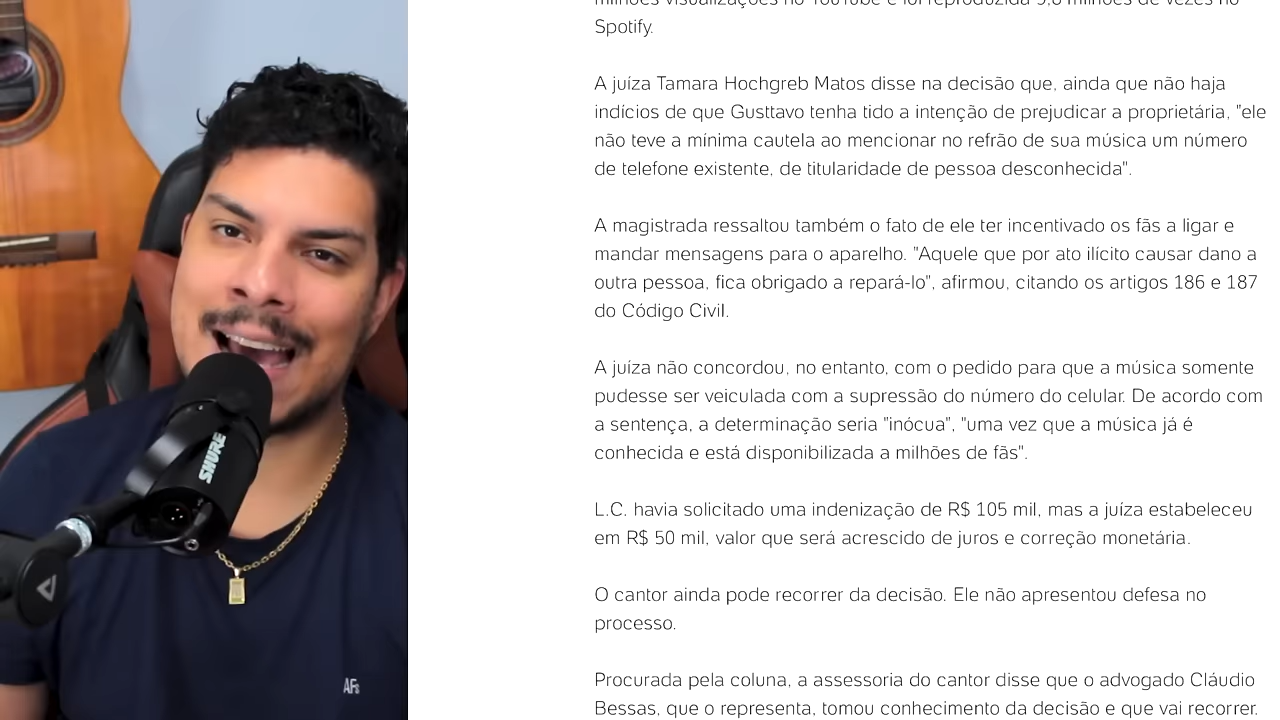 Spotify.
A juíza Tamara Hochgreb Matos disse na decisão que, ainda que não haja
indícios de que Gusttavo tenha tido a intenção de prejudicar a proprietária, "ele
não teve a mínima cautela ao mencionar no refrão de sua música um número
de telefone existente, de titularidade de pessoa desconhecida".
A magistrada ressaltou também o fato de ele ter incentivado os fãs a ligar e
mandar mensagens para o aparelho. "Aquele que por ato ilícito causar dano a
outra pessoa, fica obrigado a repará-lo", afirmou, citando os artigos 186 e 187
do Código Civil.
A juíza não concordou, no entanto, com o pedido para que a música somente
pudesse ser veiculada com a supressão do número do celular. De acordo com
a sentença, a determinação seria "inócua", "uma vez que a música já é
conhecida e está disponibilizada a milhões de fãs".
L.C. havia solicitado uma indenização de R$ 105 mil, mas a juíza estabeleceu
em R$ 50 mil, valor que será acrescido de juros e correção monetária.
O cantor ainda pode recorrer da decisão. Ele não apresentou defesa no
processo.
Procurada pela coluna, a assessoria do cantor disse que o advogado Cláudio
Bessas, que o representa, tomou conhecimento da decisão e que vai recorrer.
SHURE